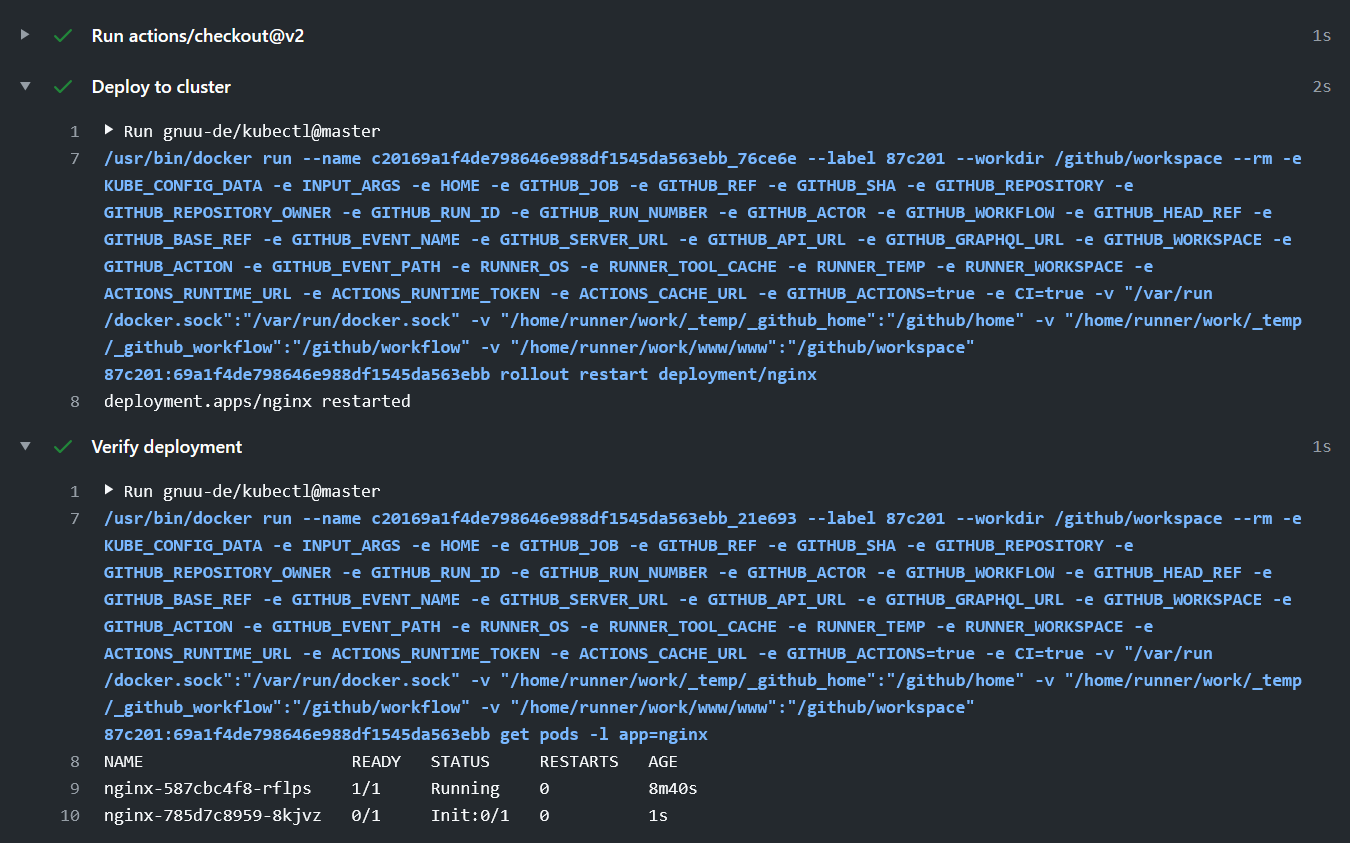 Run actions/checkout@v2 1s
Deploy to cluster 2s
1 Run gnuu-de/kubectl@master
7 /usr/bin/docker run --name c20169a1f4de798646e988df1545da563ebb_76ce6e --label 87c201 --workdir /github/workspace --rm -e
KUBE_CONFIG_DATA -e INPUT_ARGS -e HOME -e GITHUB_JOB -e GITHUB_REF -e GITHUB_SHA -e GITHUB_REPOSITORY -e
GITHUB_REPOSITORY_OWNER -e GITHUB_RUN_ID -e GITHUB_RUN_NUMBER -e GITHUB_ACTOR -e GITHUB_WORKFLOW -e GITHUB_HEAD_REF -e
GITHUB_BASE_REF -e GITHUB_EVENT_NAME -e GITHUB_SERVER_URL -e GITHUB_API_URL -e GITHUB_GRAPHQL_URL -e GITHUB_WORKSPACE -e
GITHUB_ACTION -e GITHUB_EVENT_PATH -e RUNNER_OS -e RUNNER_TOOL_CACHE -e RUNNER_TEMP -e RUNNER_WORKSPACE -e
ACTIONS_RUNTIME_URL -e ACTIONS_RUNTIME_TOKEN -e ACTIONS_CACHE_URL -e GITHUB_ACTIONS=true -e CI=true -v "/var/run
/docker.sock":"/var/run/docker.sock" -v "/home/runner/work/_temp/_github_home":"/github/home" -v "/home/runner/work/_temp
/_github_workflow":"/github/workflow" -v "/home/runner/work/www/www":"/github/workspace"
87c201:69a1f4de798646e988df1545da563ebb rollout restart deployment/nginx
8 deployment.apps/nginx restarted
Verify deployment 1s
1 Run gnuu-de/kubectl@master
7 /usr/bin/docker run --name c20169a1f4de798646e988df1545da563ebb_21e693 --label 87c201 --workdir /github/workspace --rm -e
KUBE_CONFIG_DATA -e INPUT_ARGS -e HOME -e GITHUB_JOB -e GITHUB_REF -e GITHUB_SHA -e GITHUB_REPOSITORY -e
GITHUB_REPOSITORY_OWNER -e GITHUB_RUN_ID -e GITHUB_RUN_NUMBER -e GITHUB_ACTOR -e GITHUB_WORKFLOW -e GITHUB_HEAD_REF -e
GITHUB_BASE_REF -e GITHUB_EVENT_NAME -e GITHUB_SERVER_URL -e GITHUB_API_URL -e GITHUB_GRAPHQL_URL -e GITHUB_WORKSPACE -e
GITHUB_ACTION -e GITHUB_EVENT_PATH -e RUNNER_OS -e RUNNER_TOOL_CACHE -e RUNNER_TEMP -e RUNNER_WORKSPACE -e
ACTIONS_RUNTIME_URL -e ACTIONS_RUNTIME_TOKEN -e ACTIONS_CACHE_URL -e GITHUB_ACTIONS=true -e CI=true -v "/var/run
/docker.sock":"/var/run/docker.sock" -v "/home/runner/work/_temp/_github_home":"/github/home" -v "/home/runner/work/_temp
/_github_workflow":"/github/workflow" -v "/home/runner/work/www/www":"/github/workspace"
87c201:69a1f4de798646e988df1545da563ebb get pods -l app=nginx
8 NAME READY STATUS RESTARTS AGE
9 nginx-587cbc4f8-rflps 1/1 Running 0 8m40s
10 nginx-785d7c8959-8kjvz 0/1 Init:0/1 0 1s